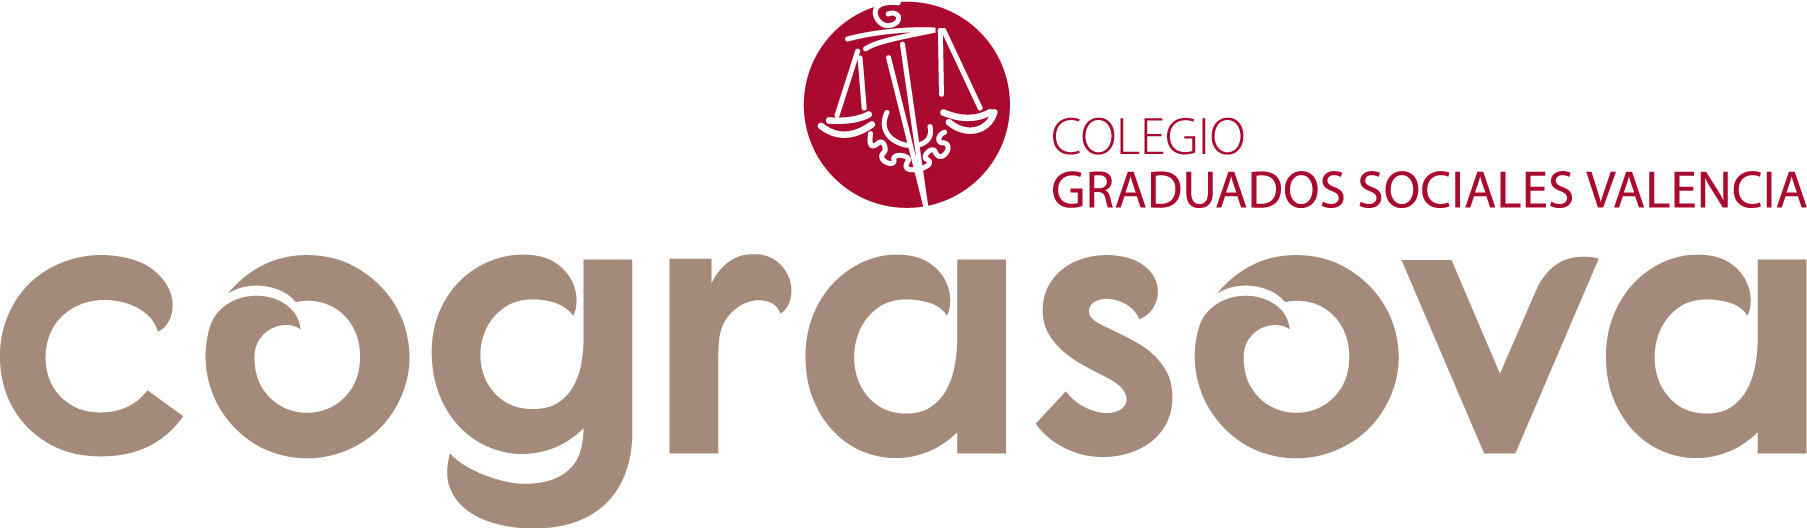 COLEGIO
GRADUADOS SOCIALES VALENCIA
cograsova